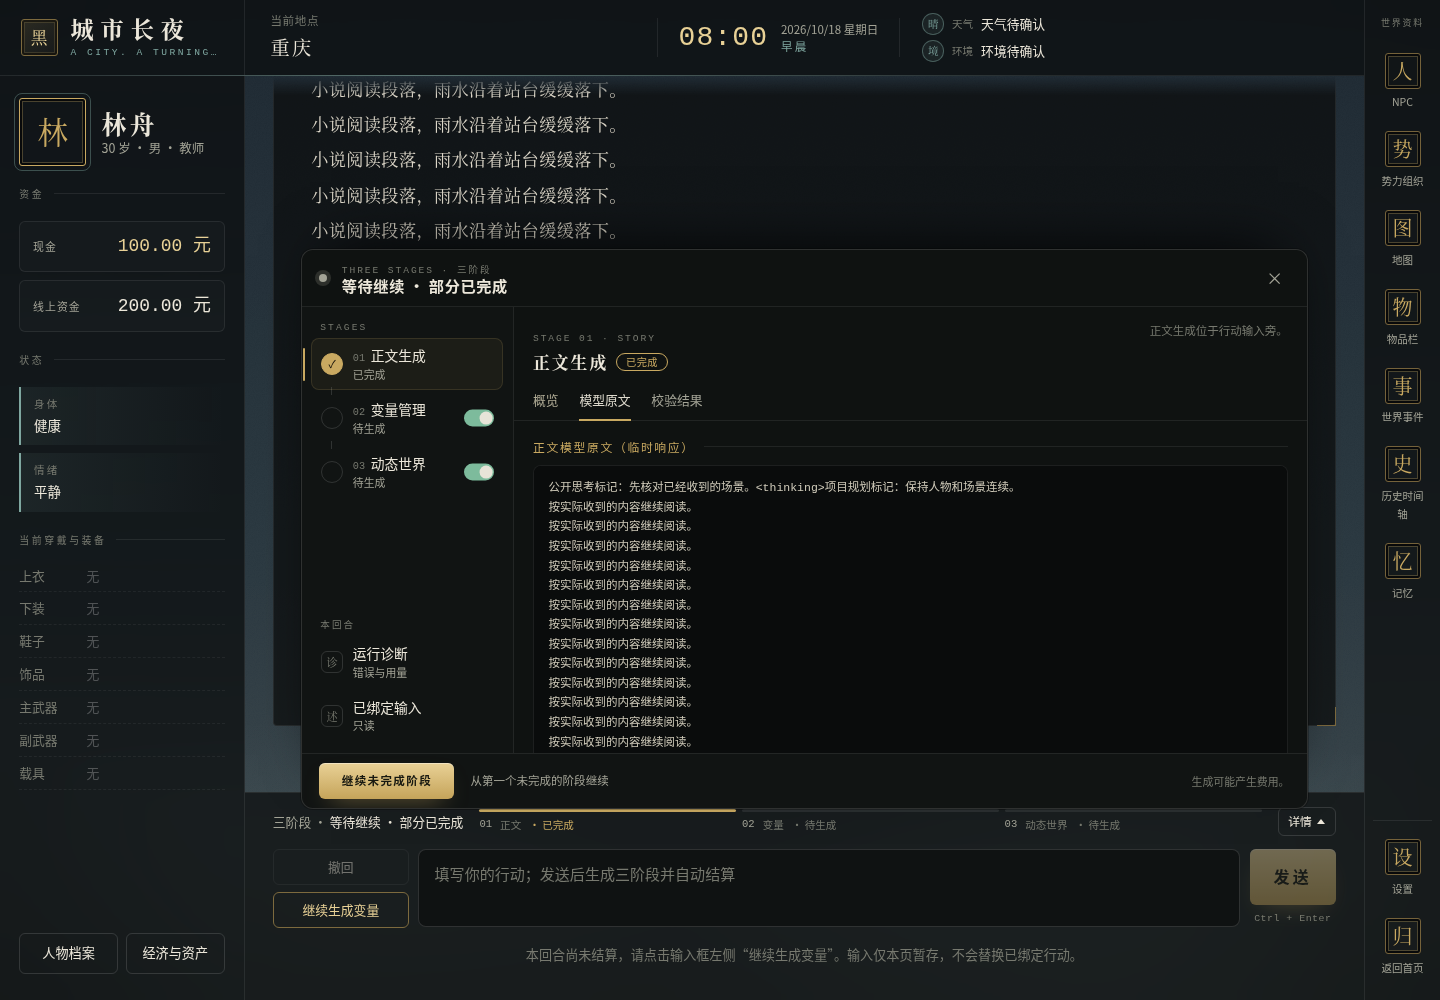 黑
城市长夜
A CITY. A TURNING…
当前地点
重庆
08:00
2026/10/18 星期日
早晨
晴 天气 天气待确认
境 环境 环境待确认
世界资料
人
NPC
势
势力组织
图
地图
物
物品栏
事
世界事件
史
历史时间
轴
忆
记忆
设
设置
归
返回首页
林
林舟
30 岁 • 男 • 教师
资金
现金 100.00 元
线上资金 200.00 元
状态
身体
健康
情绪
平静
当前穿戴与装备
上衣 无
下装 无
鞋子 无
饰品 无
主武器 无
副武器 无
载具 无
人物档案 经济与资产
小说阅读段落，雨水沿着站台缓缓落下。
小说阅读段落，雨水沿着站台缓缓落下。
小说阅读段落，雨水沿着站台缓缓落下。
小说阅读段落，雨水沿着站台缓缓落下。
小说阅读段落，雨水沿着站台缓缓落下。
THREE STAGES · 三阶段
等待继续 • 部分已完成
STAGES
✓ 01 正文生成
已完成
02 变量管理
待生成
03 动态世界
待生成
本回合
诊 运行诊断
错误与用量
述 已绑定输入
只读
正文生成位于行动输入旁。
STAGE 01 · STORY
正文生成 已完成
概览 模型原文 校验结果
正文模型原文（临时响应）
公开思考标记: 先核对已经收到的场景。<thinking>项目规划标记: 保持人物和场景连续。
按实际收到的内容继续阅读。
按实际收到的内容继续阅读。
按实际收到的内容继续阅读。
按实际收到的内容继续阅读。
按实际收到的内容继续阅读。
按实际收到的内容继续阅读。
按实际收到的内容继续阅读。
按实际收到的内容继续阅读。
按实际收到的内容继续阅读。
按实际收到的内容继续阅读。
按实际收到的内容继续阅读。
按实际收到的内容继续阅读。
按实际收到的内容继续阅读。
继续未完成阶段 从第一个未完成的阶段继续 生成可能产生费用。
三阶段 • 等待继续 • 部分已完成 01 正文 • 已完成 02 变量 • 待生成 03 动态世界 • 待生成 详情
撤回
继续生成变量
填写你的行动；发送后生成三阶段并自动结算
发送
Ctrl + Enter
本回合尚未结算，请点击输入框左侧“继续生成变量”。输入仅本页暂存，不会替换已绑定行动。